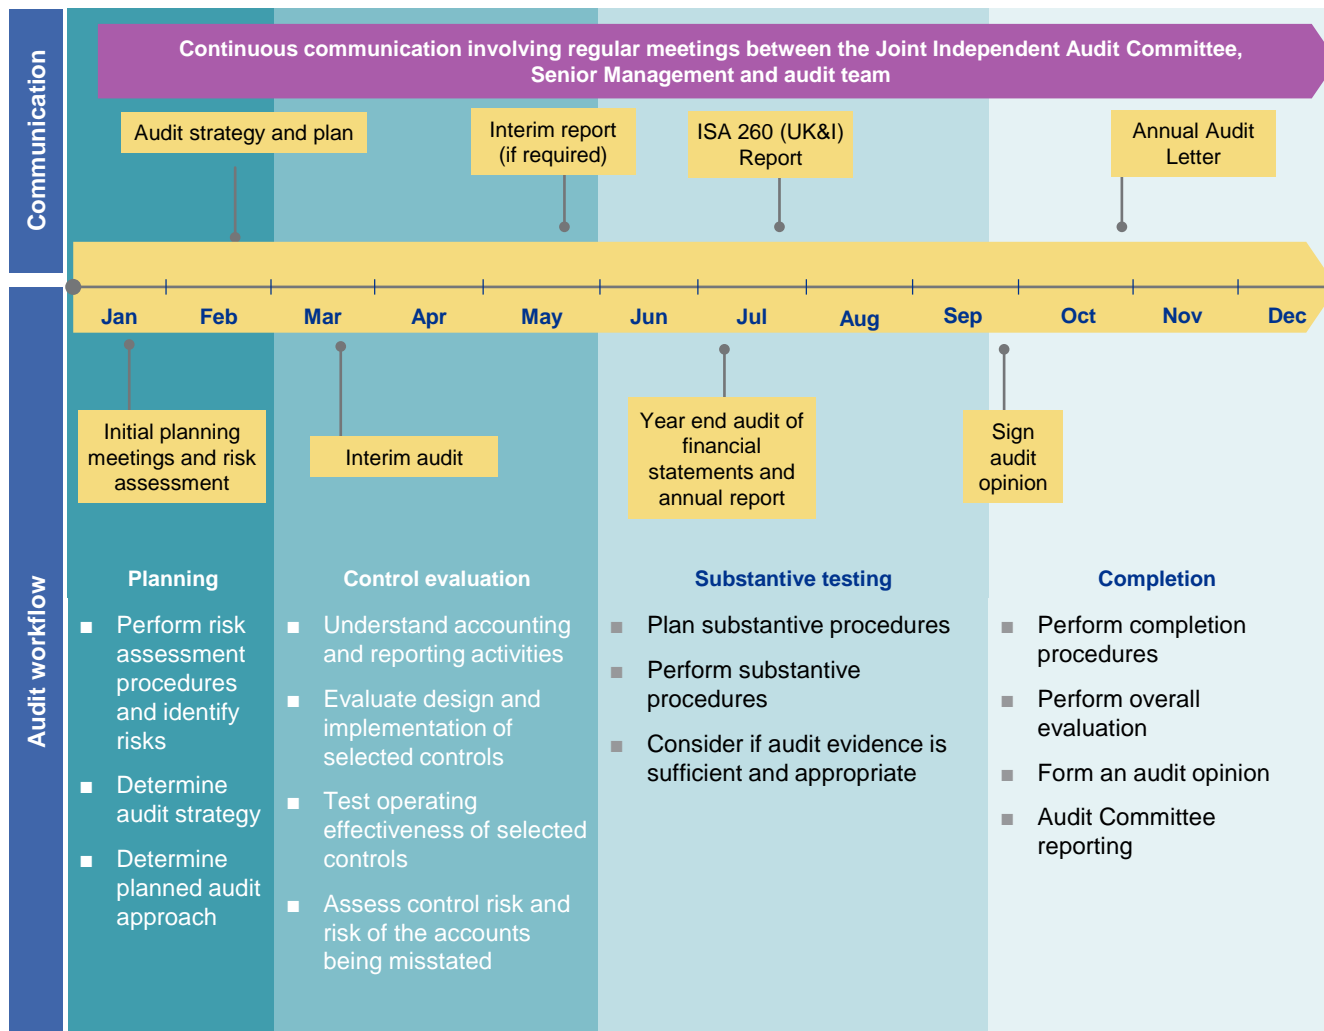 Communication
Continuous communication involving regular meetings between the Joint Independent Audit Committee,
Senior Management and audit team
Audit strategy and plan
Interim report
(if required)
ISA 260 (UK&I)
Report
Annual Audit
Letter
Jan
Feb
Mar
Apr
May
Jun
Jul
Aug
Sep
Oct
Nov
Dec
Audit workflow
Initial planning
meetings and risk
assessment
Interim audit
Year end audit of
financial
statements and
annual report
Sign
audit
opinion
Planning
■ Perform risk
assessment
procedures
and identify
risks
■ Determine
audit strategy
■ Determine
planned audit
approach
Control evaluation
■ Understand accounting
and reporting activities
■ Evaluate design and
implementation of
selected controls
■ Test operating
effectiveness of selected
controls
■ Assess control risk and
risk of the accounts
being misstated
Substantive testing
■ Plan substantive procedures
■ Perform substantive
procedures
■ Consider if audit evidence is
sufficient and appropriate
Completion
■ Perform completion
procedures
■ Perform overall
evaluation
■ Form an audit opinion
■ Audit Committee
reporting